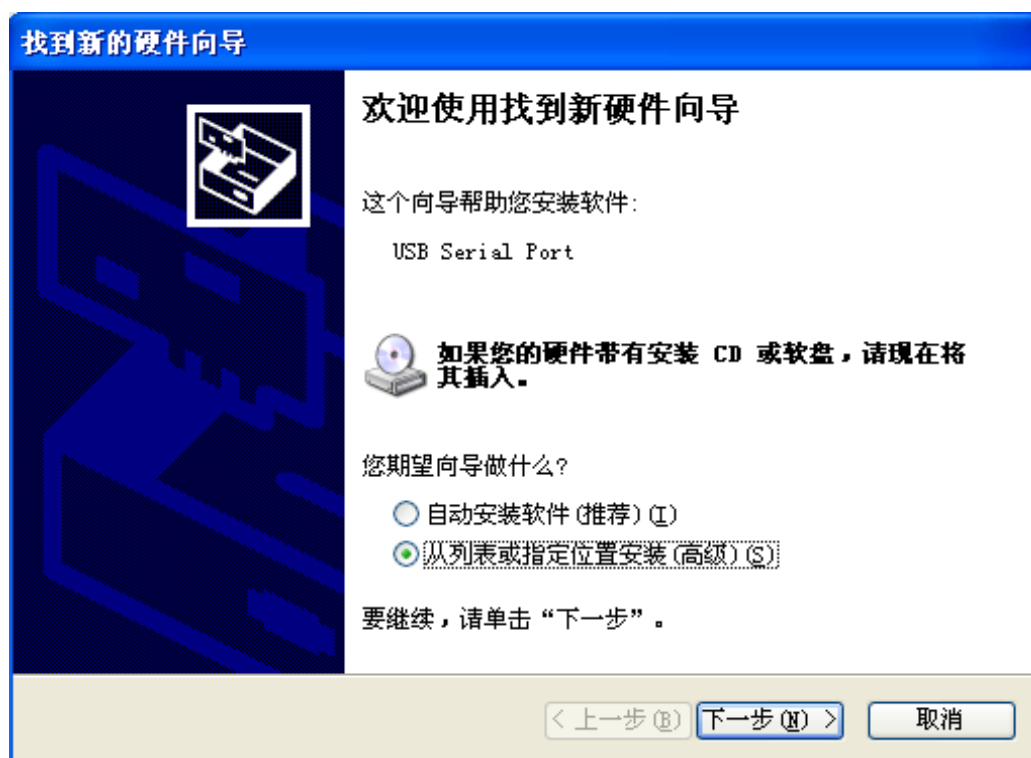 找到新的硬件向导
欢迎使用找到新硬件向导
这个向导帮助您安装软件:
USB Serial Port
如果您的硬件带有安装 CD 或软盘，请现在将
其插入。
您期望向导做什么?
自动安装软件(推荐)(I)
从列表或指定位置安装(高级)(S)
要继续，请单击“下一步”。
< 上一步(B) 下一步(N) > 取消